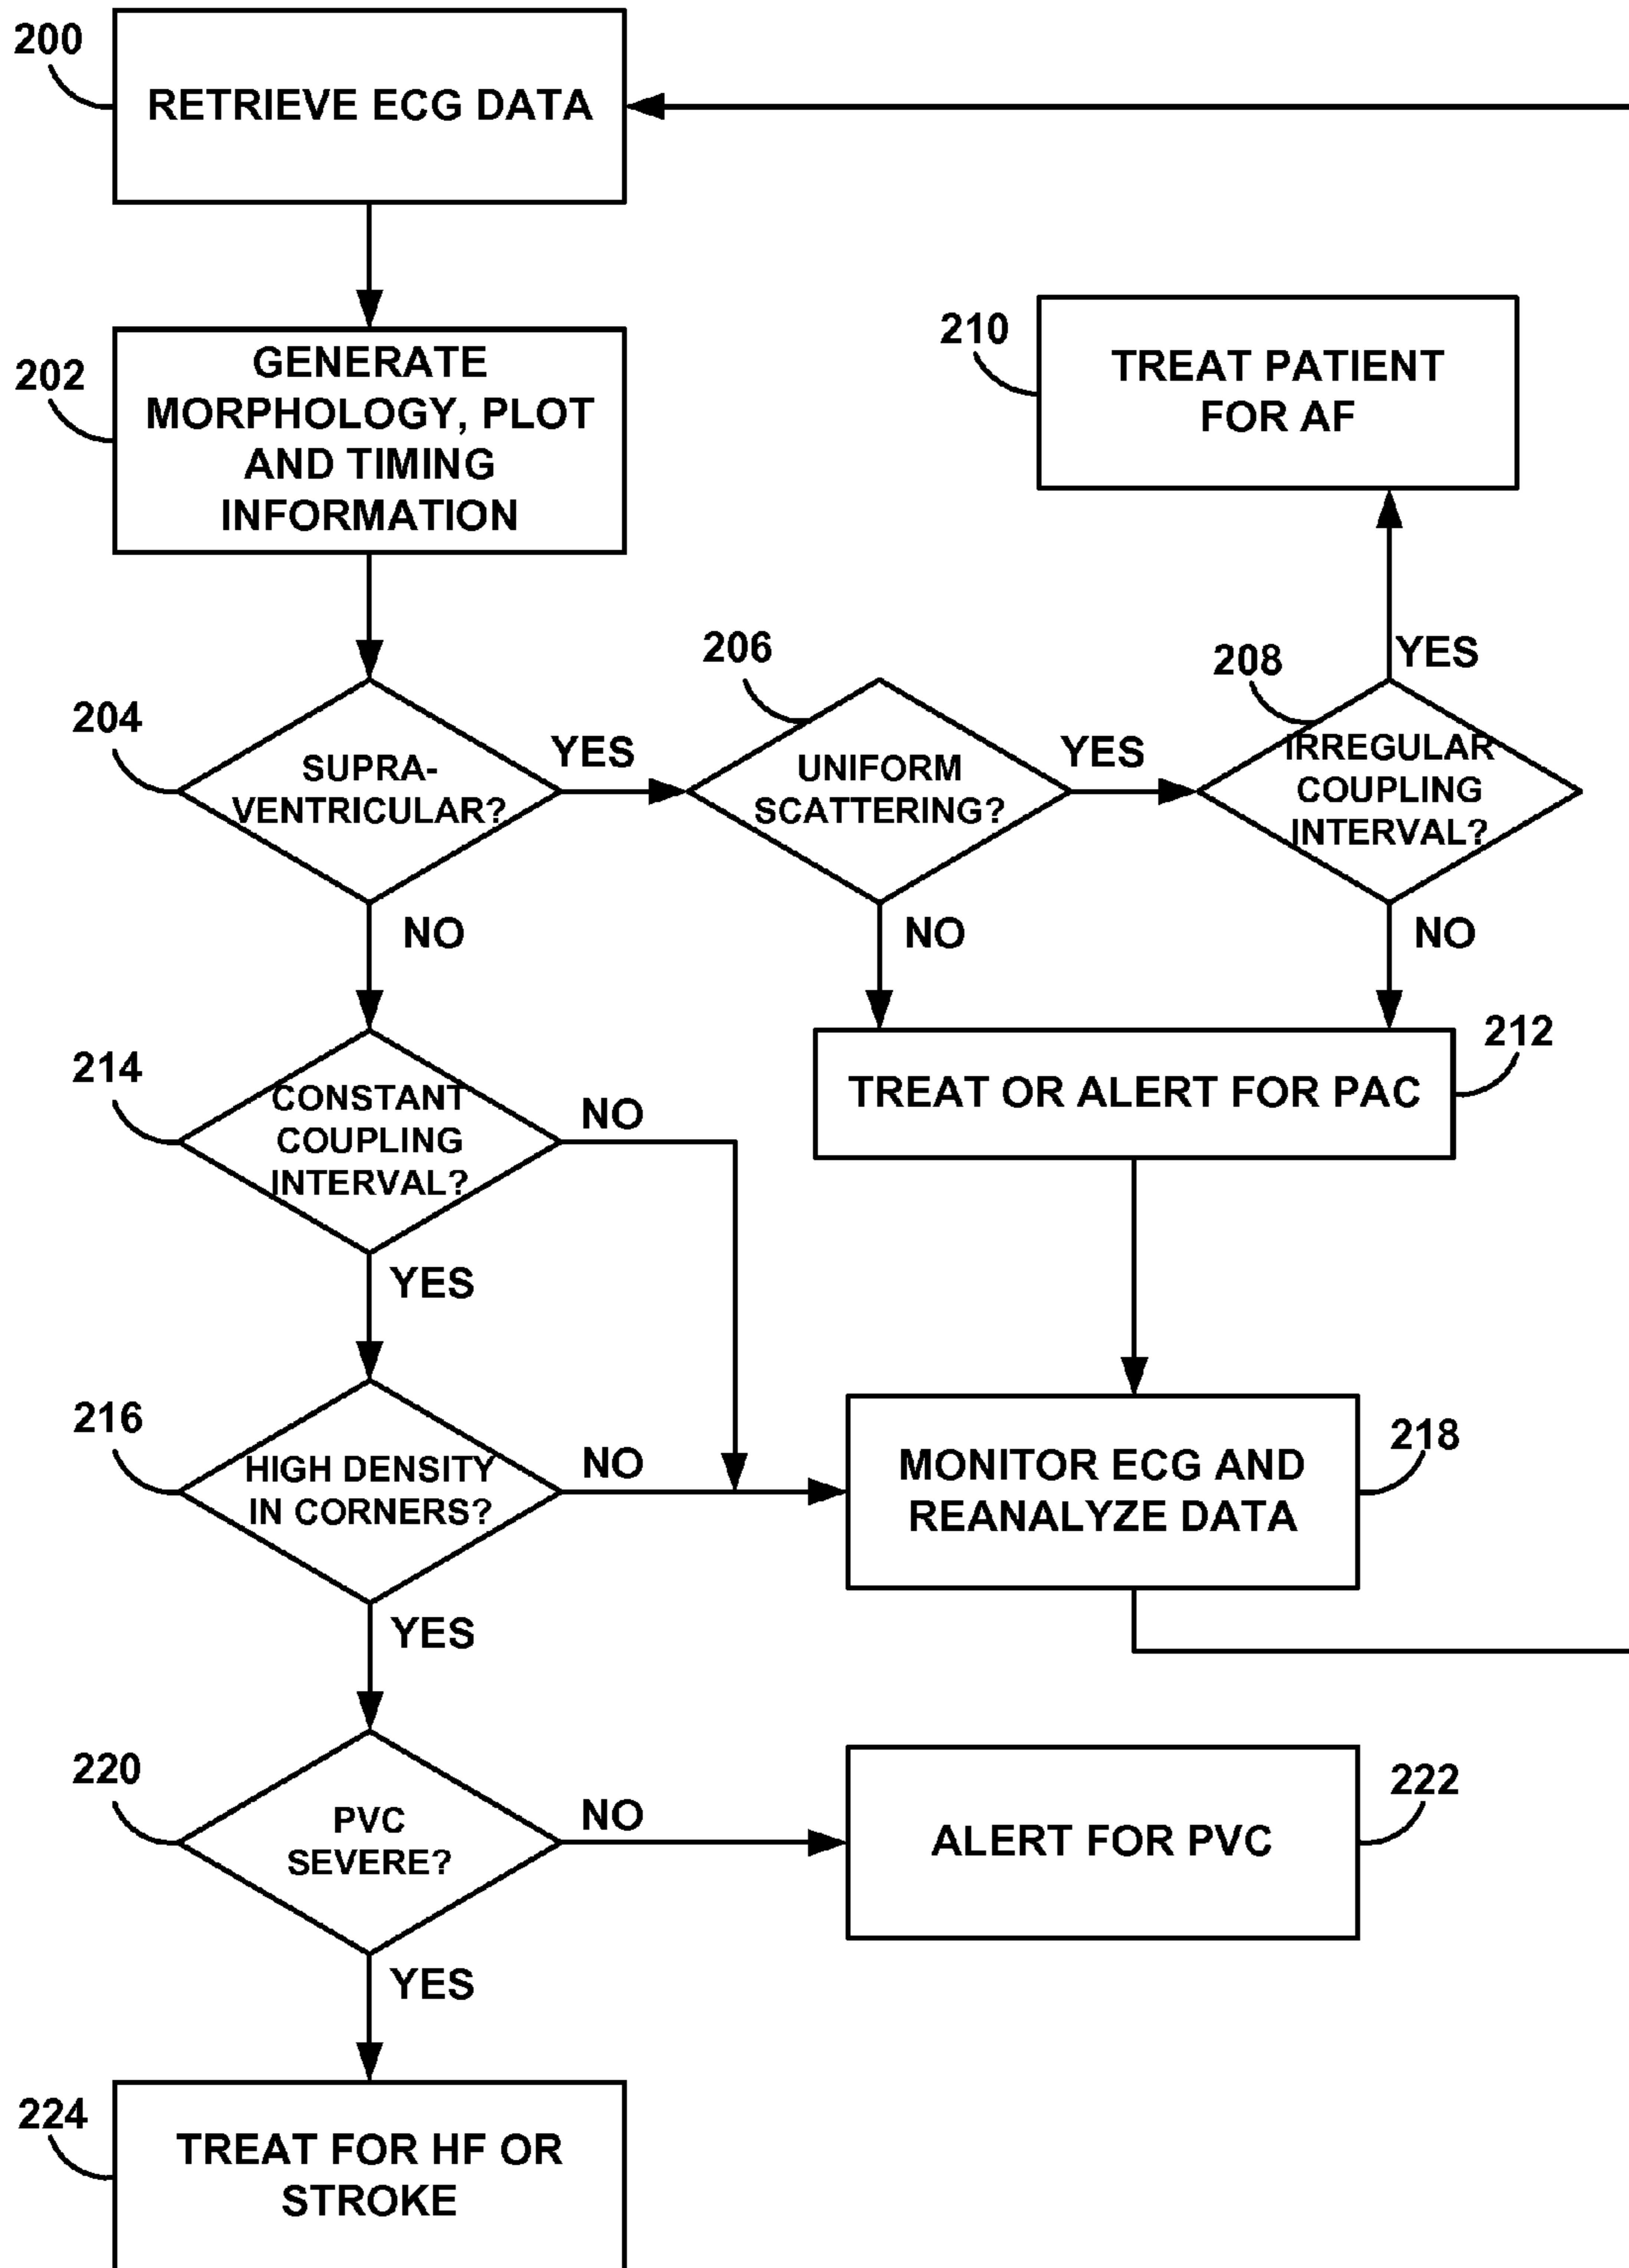 200
RETRIEVE ECG DATA
202
GENERATE
MORPHOLOGY, PLOT
AND TIMING
INFORMATION
210
TREAT PATIENT
FOR AF
204
SUPRA-
VENTRICULAR?
YES
NO
206
UNIFORM
SCATTERING?
YES
NO
208
IRREGULAR
COUPLING
INTERVAL?
YES
NO
212
TREAT OR ALERT FOR PAC
214
CONSTANT
COUPLING
INTERVAL?
NO
YES
216
HIGH DENSITY
IN CORNERS?
NO
YES
218
MONITOR ECG AND
REANALYZE DATA
220
PVC
SEVERE?
NO
YES
222
ALERT FOR PVC
224
TREAT FOR HF OR
STROKE